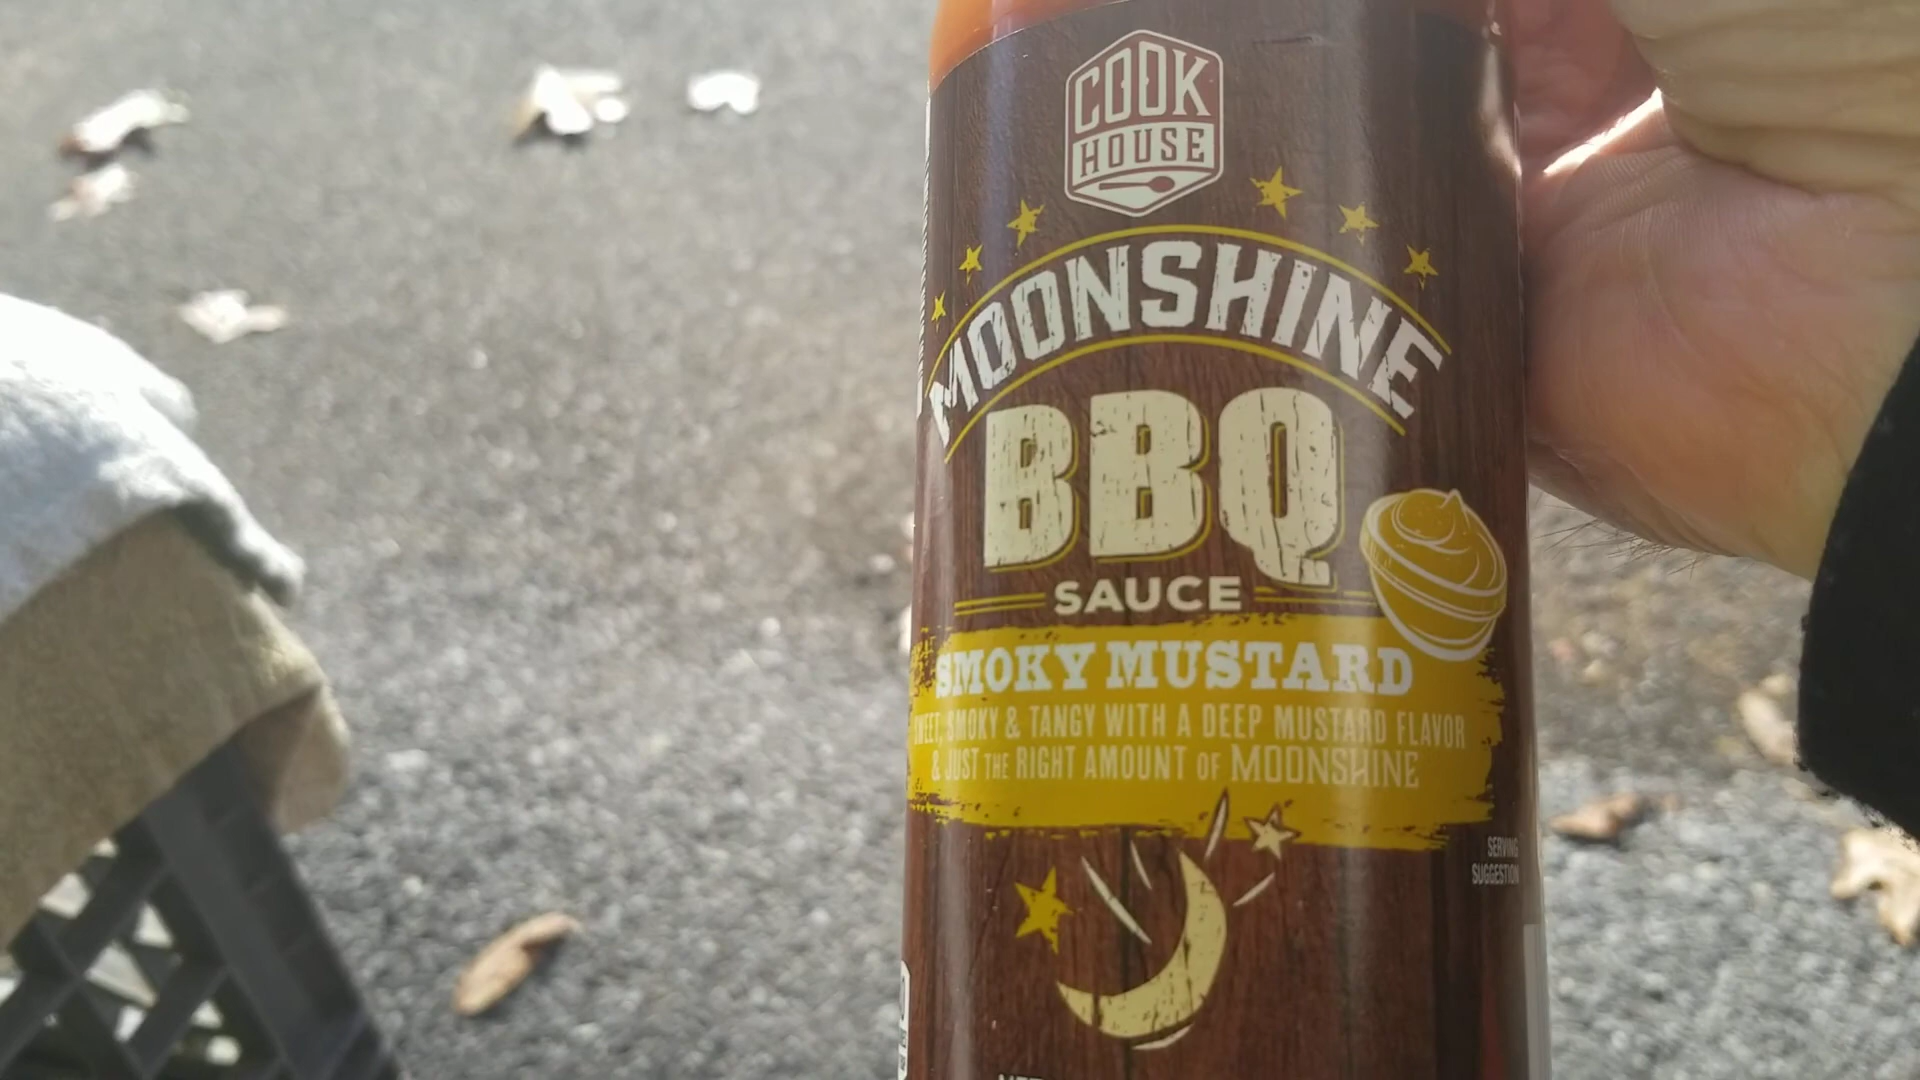 COOK
HOUSE
MOONSHINE
BBQ
SAUCE
SMOKY MUSTARD
SWEET, SMOKY & TANGY WITH A DEEP MUSTARD FLAVOR
& JUST THE RIGHT AMOUNT OF MOONSHINE
SERVING
SUGGESTION